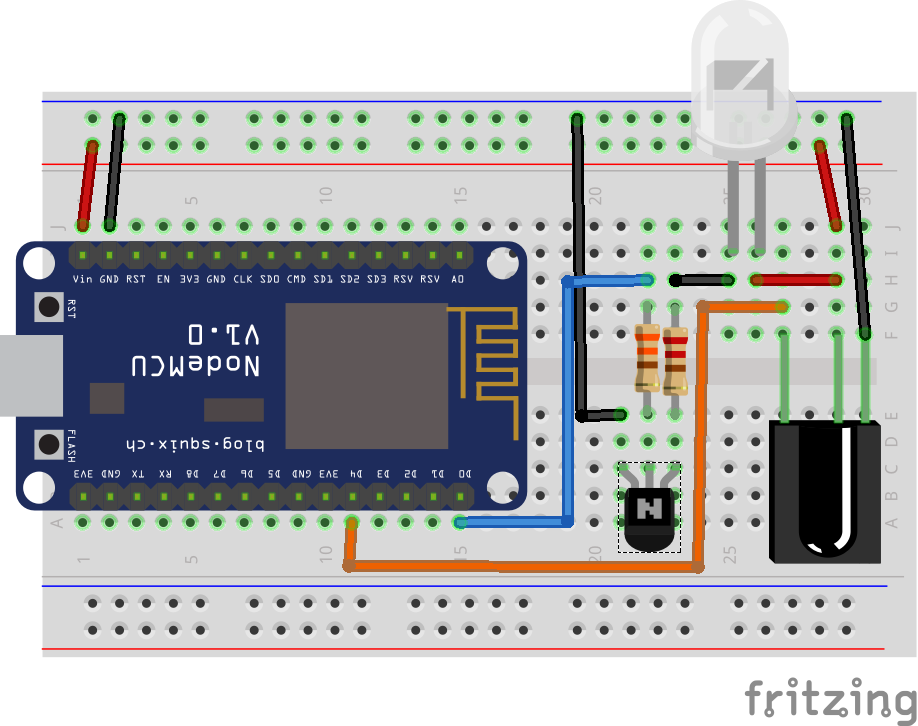 5 10 15 20 25 30
J J
I
H
G
F
Vin GND RST EN 3V3 GND CLK SD0 CMD SD1 SD2 SD3 RSV RSV A0
RST
V1.0
NodeMCU
blog.squix.ch
FLASH
3V3 GND TX RX D8 D7 D6 D5 GND 3V3 D4 D3 D2 D1 D0
E
D
C
B
A A
N
1 5 10 15 20 25
fritzing